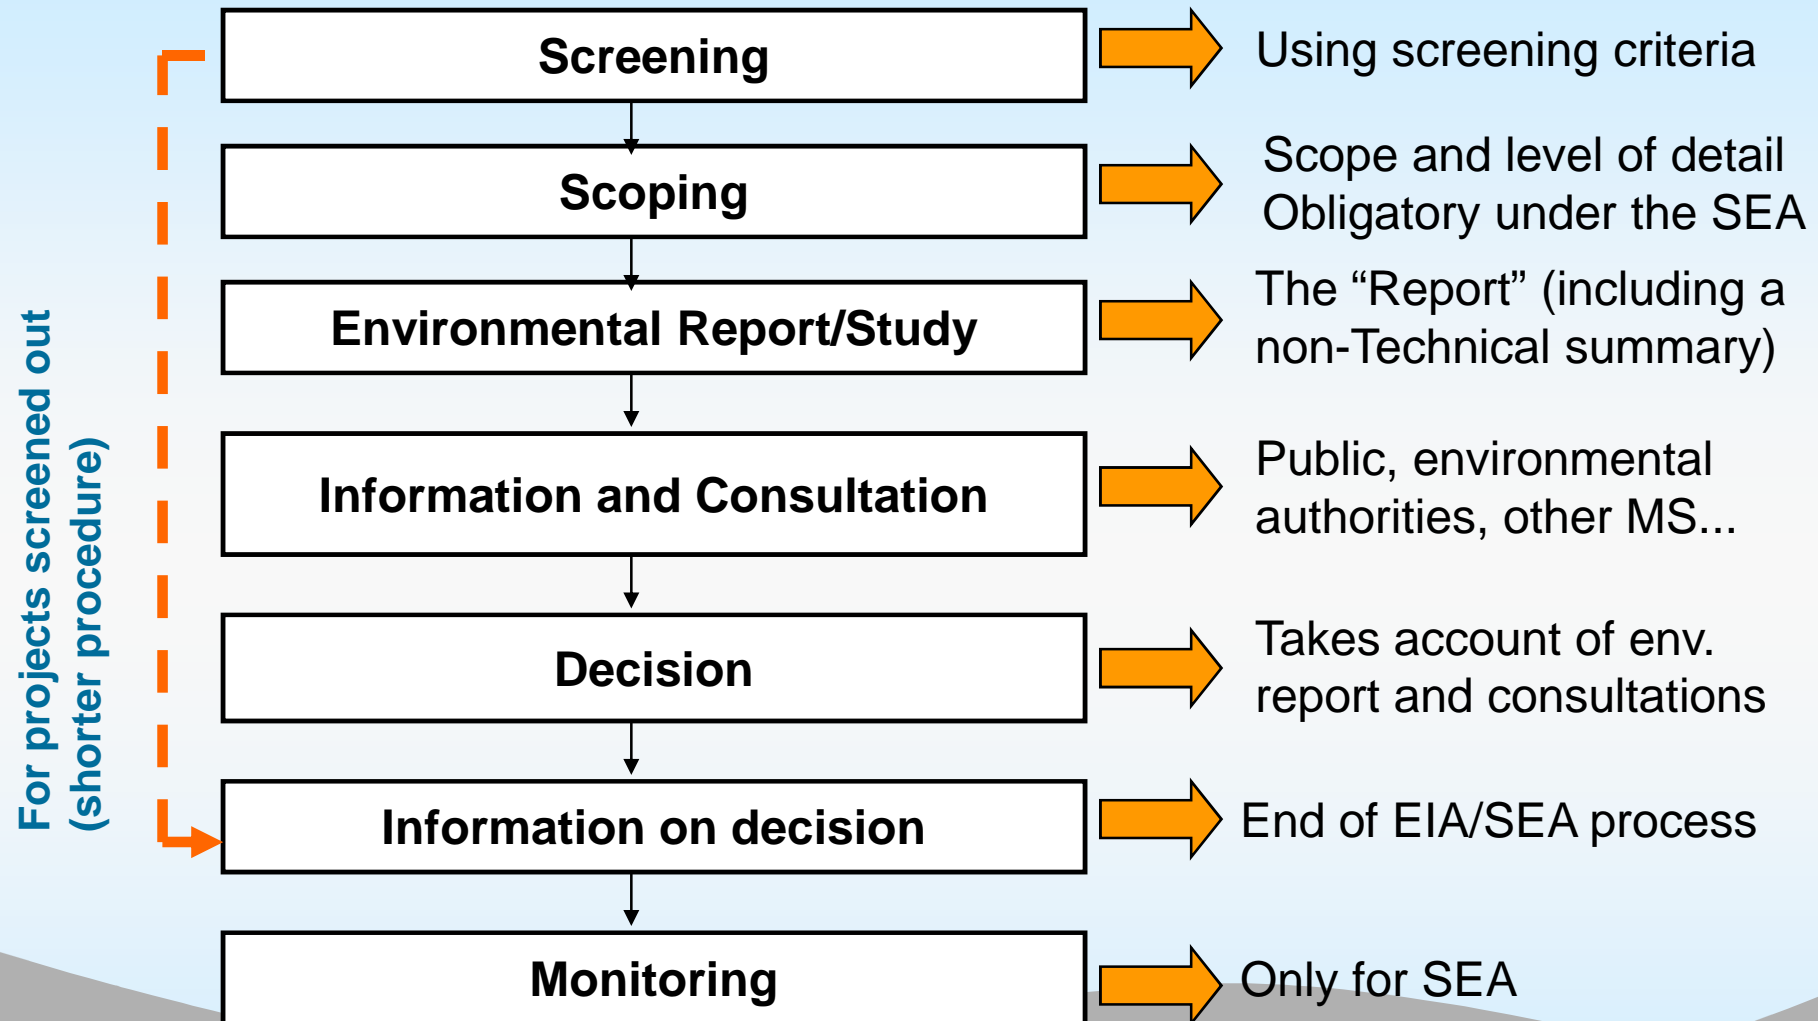 Screening
Using screening criteria
Scoping
Scope and level of detail
Obligatory under the SEA
Environmental Report/Study
The “Report” (including a
non-Technical summary)
Information and Consultation
Public, environmental
authorities, other MS...
Decision
Takes account of env.
report and consultations
Information on decision
End of EIA/SEA process
Monitoring
Only for SEA
For projects screened out
(shorter procedure)